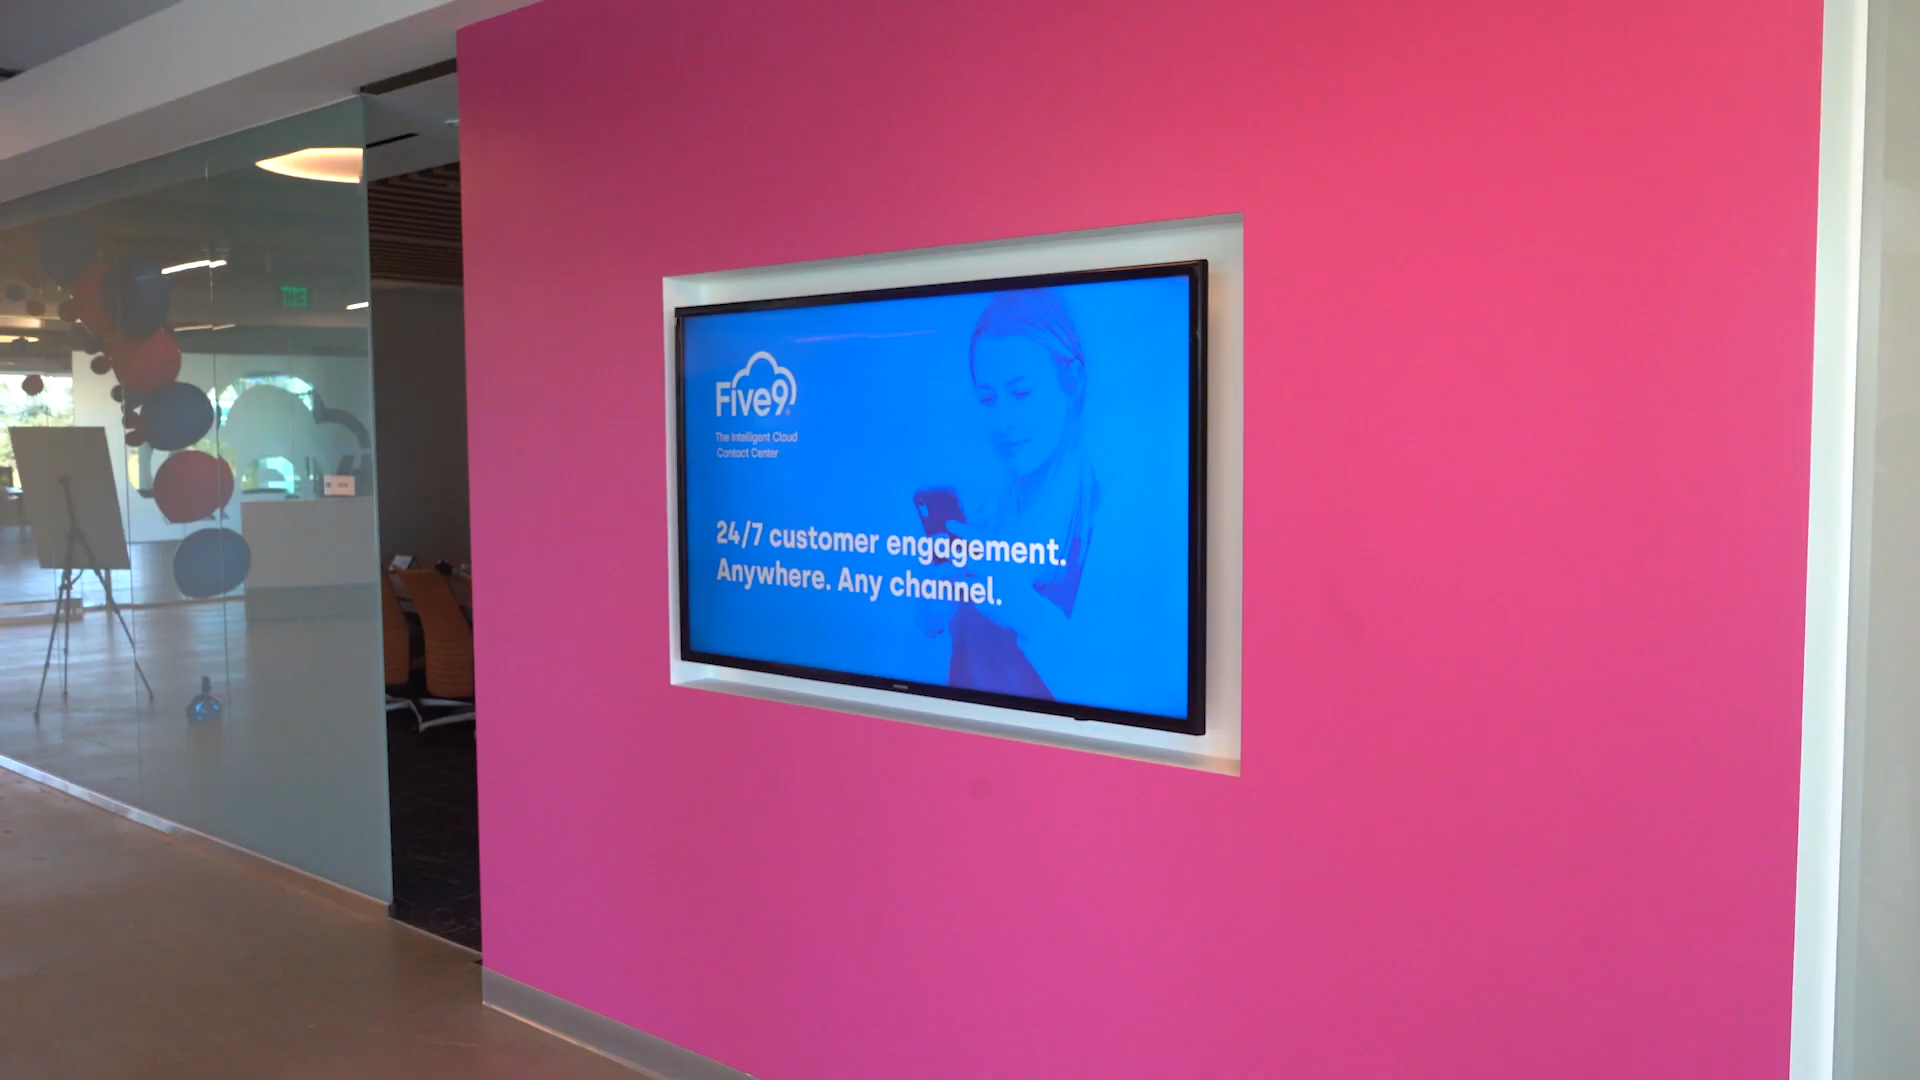 Five9
The Intelligent Cloud
Contact Center
24/7 customer engagement.
Anywhere. Any channel.